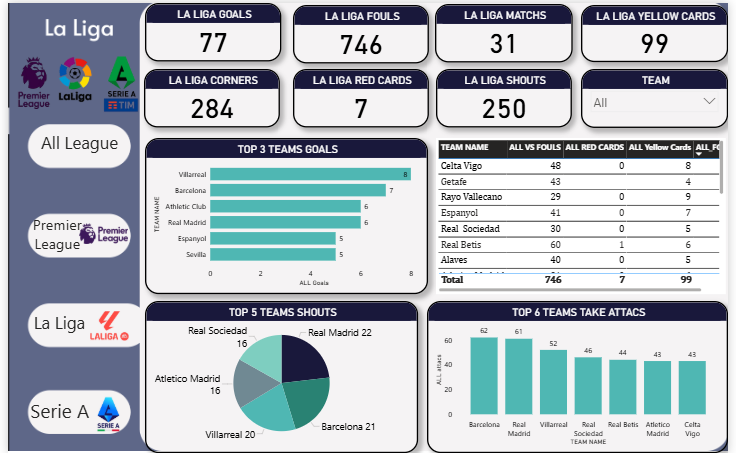 La Liga
Premier
League
LaLiga
SERIE A
TIM
All League
Premier
League
Premier
League
La Liga
LALIGA
Serie A
SERIE A
LA LIGA GOALS
77
LA LIGA FOULS
746
LA LIGA MATCHS
31
LA LIGA YELLOW CARDS
99
LA LIGA CORNERS
284
LA LIGA RED CARDS
7
LA LIGA SHOUTS
250
TEAM
All
TOP 3 TEAMS GOALS
TEAM NAME
Villarreal 8
Barcelona 7
Athletic Club 6
Real Madrid 6
Espanyol 5
Sevilla 5
0 2 4 6 8
ALL Goals
TEAM NAME ALL VS FOULS ALL RED CARDS ALL Yellow Cards ALL_FO
Celta Vigo 48 0 8
Getafe 43 4
Rayo Vallecano 29 0 9
Espanyol 41 0 7
Real Sociedad 30 0 5
Real Betis 60 1 6
Alaves 40 0 5
Total 746 7 99
TOP 5 TEAMS SHOUTS
Real Sociedad
16
Real Madrid 22
Atletico Madrid
16
Villarreal 20
Barcelona 21
TOP 6 TEAMS TAKE ATTACS
ALL attacs
60
40
20
0
62 61 52 46 44 43 43
Barcelona Real Madrid Villarreal Real Sociedad Real Betis Atletico Madrid Celta Vigo
TEAM NAME